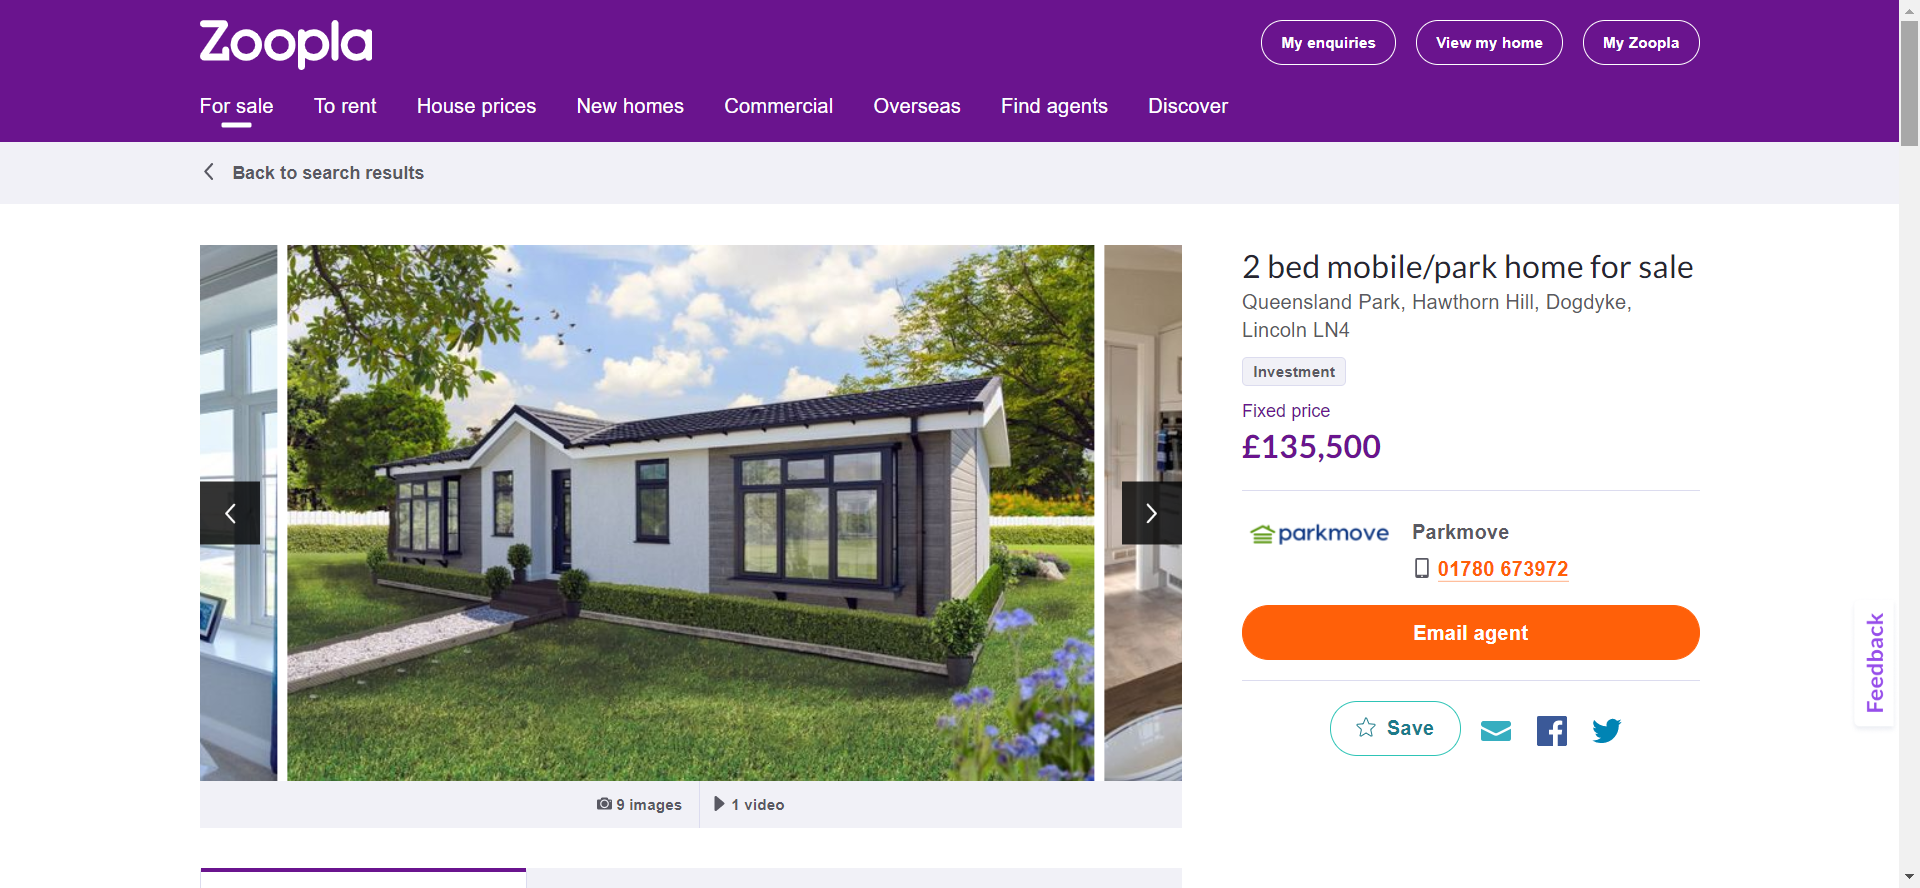 Zoopla
My enquiries
View my home
My Zoopla
For sale
To rent
House prices
New homes
Commercial
Overseas
Find agents
Discover
Back to search results
2 bed mobile/park home for sale
Queensland Park, Hawthorn Hill, Dogdyke,
Lincoln LN4
Investment
Fixed price
£135,500
parkmove
Parkmove
01780 673972
Email agent
Save
Feedback
9 images
1 video